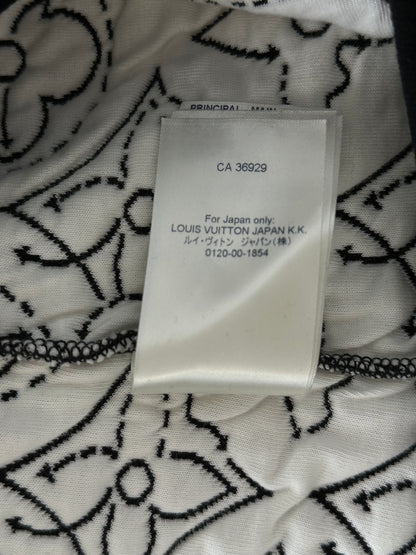 PRINCIPAL - MAIN
CA 36929
For Japan only:
LOUIS VUITTON JAPAN K.K.
ルイ・ヴィトン ジャパン(株)
0120-00-1854